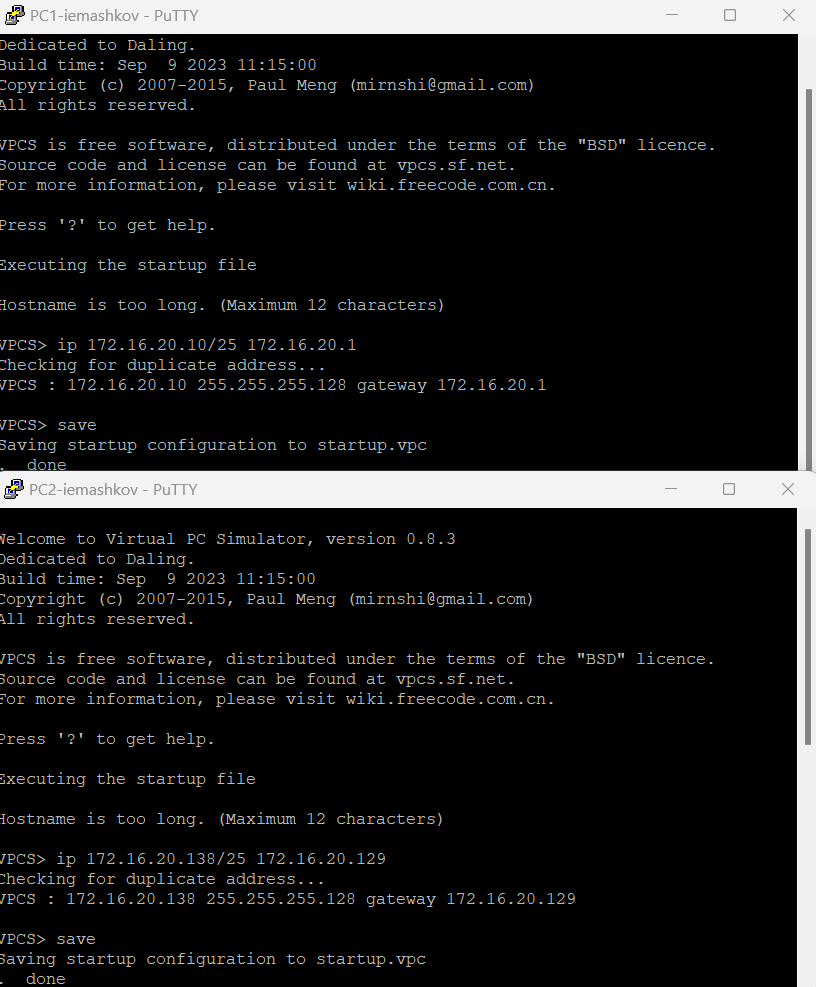 PC1-iemashkov - PuTTY
Dedicated to Daling.
Build time: Sep  9 2023 11:15:00
Copyright (c) 2007-2015, Paul Meng (mirnshi@gmail.com)
All rights reserved.
VPCS is free software, distributed under the terms of the "BSD" licence.
Source code and license can be found at vpcs.sf.net.
For more information, please visit wiki.freecode.com.cn.
Press '?' to get help.
Executing the startup file
Hostname is too long. (Maximum 12 characters)
VPCS> ip 172.16.20.10/25 172.16.20.1
Checking for duplicate address...
VPCS : 172.16.20.10 255.255.255.128 gateway 172.16.20.1
VPCS> save
Saving startup configuration to startup.vpc
.  done
PC2-iemashkov - PuTTY
Welcome to Virtual PC Simulator, version 0.8.3
Dedicated to Daling.
Build time: Sep  9 2023 11:15:00
Copyright (c) 2007-2015, Paul Meng (mirnshi@gmail.com)
All rights reserved.
VPCS is free software, distributed under the terms of the "BSD" licence.
Source code and license can be found at vpcs.sf.net.
For more information, please visit wiki.freecode.com.cn.
Press '?' to get help.
Executing the startup file
Hostname is too long. (Maximum 12 characters)
VPCS> ip 172.16.20.138/25 172.16.20.129
Checking for duplicate address...
VPCS : 172.16.20.138 255.255.255.128 gateway 172.16.20.129
VPCS> save
Saving startup configuration to startup.vpc
.  done